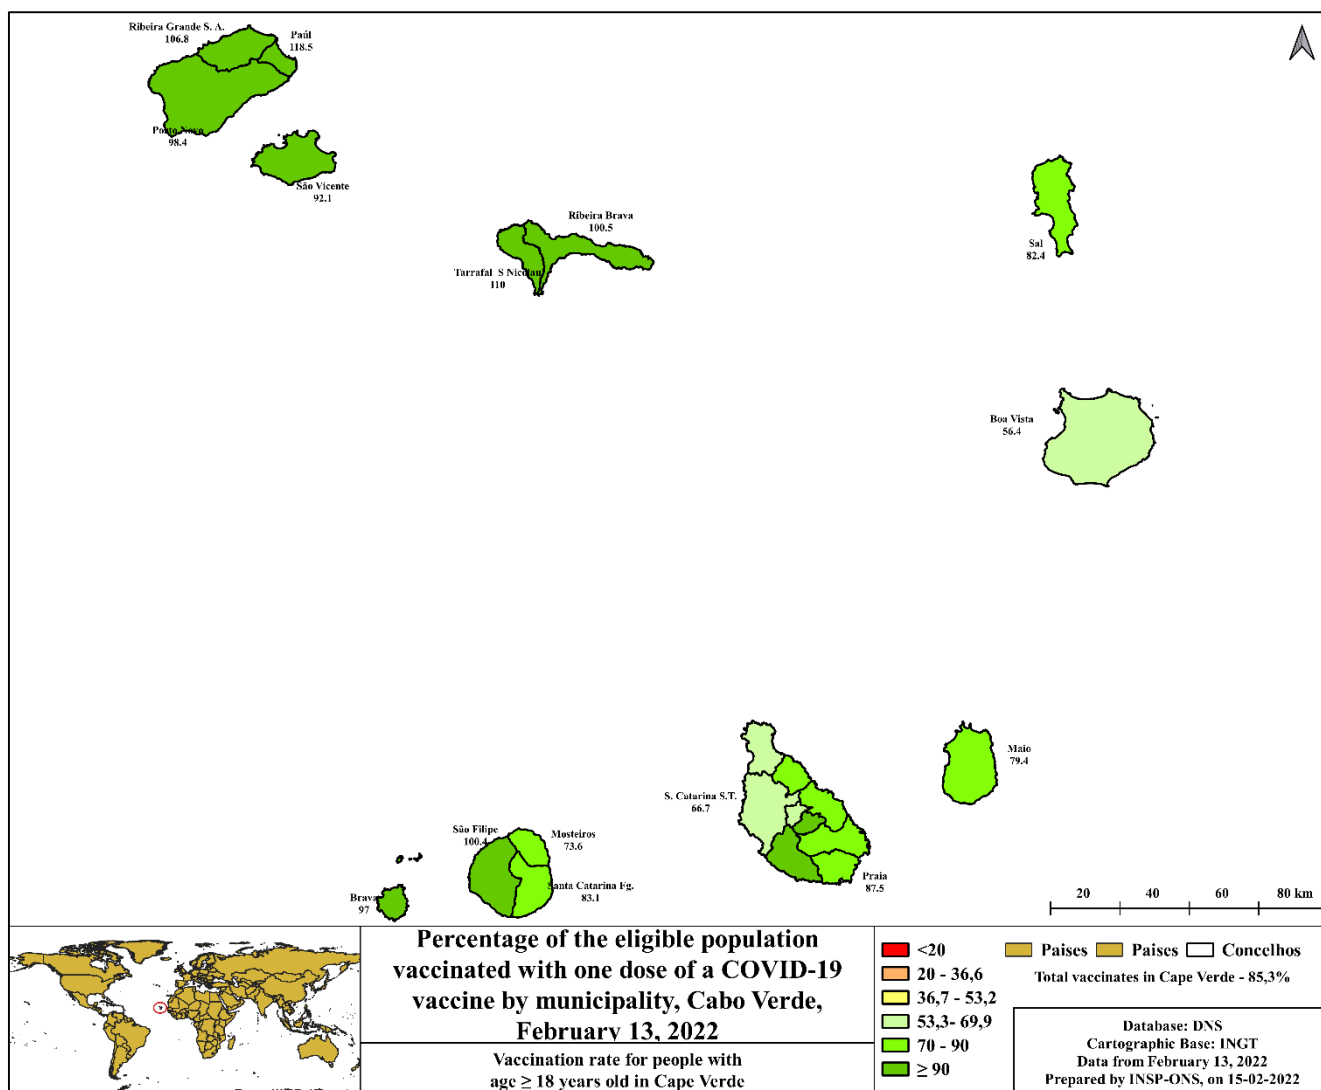 Ribeira Grande S. A.
106.8
Paúl
118.5
Porto Novo
98.4
São Vicente
92.1
Ribeira Brava
100.5
Tarrafal S Nicolau
110
Sal
82.4
Boa Vista
56.4
Maio
79.4
S. Catarina S.T.
66.7
Praia
87.5
São Filipe
100.4
Mosteiros
73.6
Santa Catarina Fg.
83.1
Brava
97
20 40 60 80 km
Percentage of the eligible population
vaccinated with one dose of a COVID-19
vaccine by municipality, Cabo Verde,
February 13, 2022
Vaccination rate for people with
age ≥ 18 years old in Cape Verde
<20
20 - 36,6
36,7 - 53,2
53,3- 69,9
70 - 90
≥ 90
Paises Paises Concelhos
Total vaccinates in Cape Verde - 85,3%
Database: DNS
Cartographic Base: INGT
Data from February 13, 2022
Prepared by INSP-ONS, on 15-02-2022